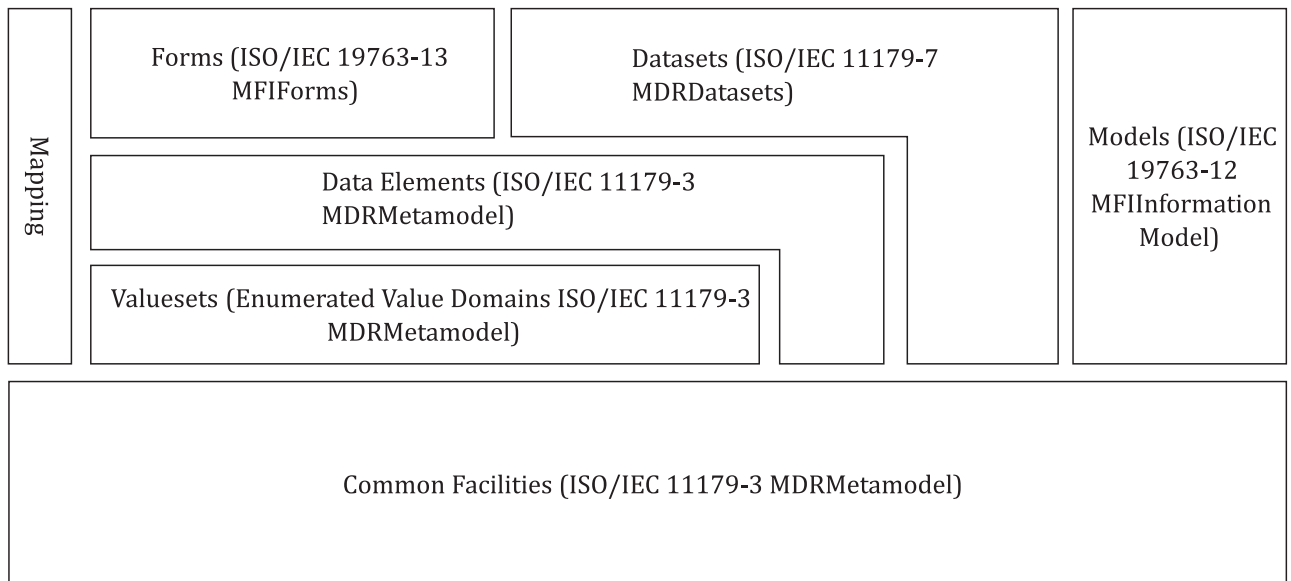 Mapping
Forms (ISO/IEC 19763-13
MFIForms)
Datasets (ISO/IEC 11179-7
MDRDatasets)
Models (ISO/IEC
19763-12
MFIInformation
Model)
Data Elements (ISO/IEC 11179-3
MDRMetamodel)
Valuesets (Enumerated Value Domains ISO/IEC 11179-3
MDRMetamodel)
Common Facilities (ISO/IEC 11179-3 MDRMetamodel)